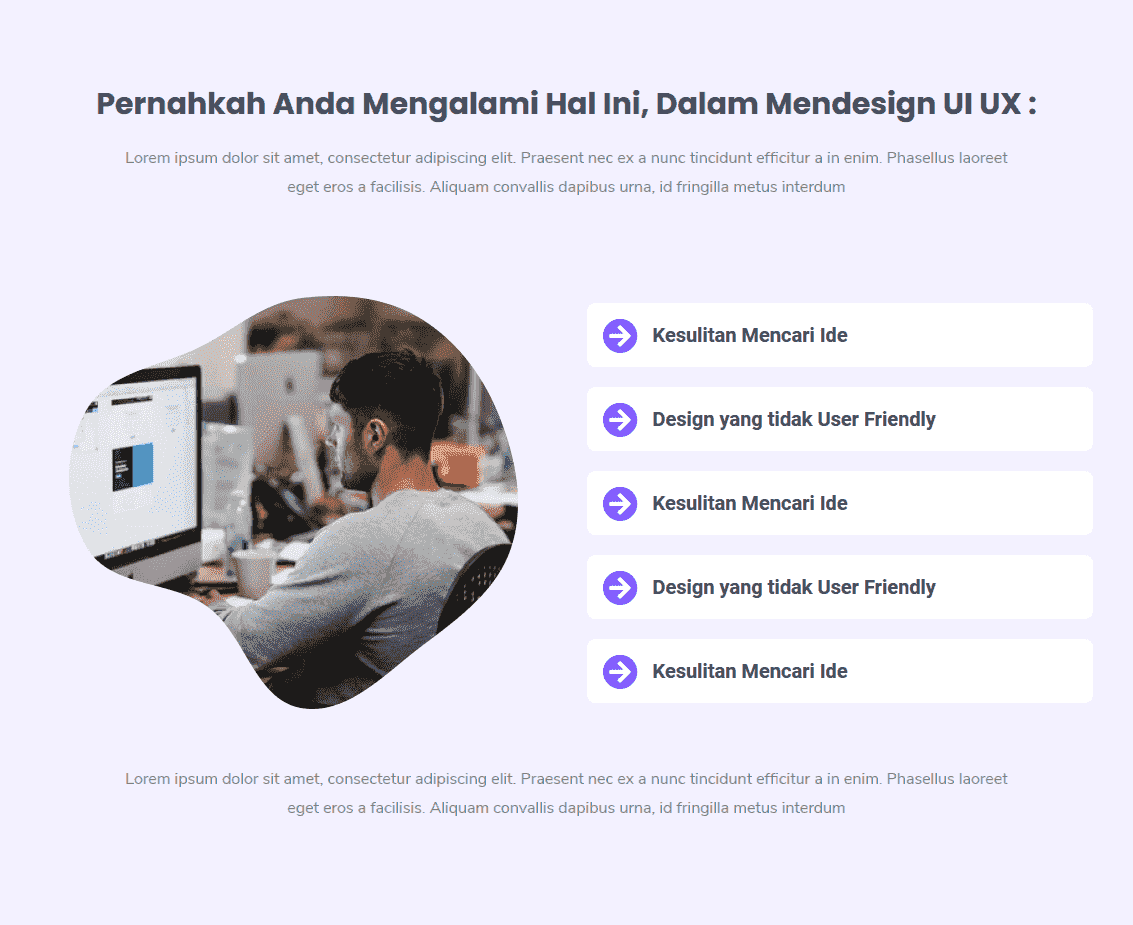 Pernahkah Anda Mengalami Hal Ini, Dalam Mendesign UI UX :
Lorem ipsum dolor sit amet, consectetur adipiscing elit. Praesent nec ex a nunc tincidunt efficitur a in enim. Phasellus laoreet
eget eros a facilisis. Aliquam convallis dapibus urna, id fringilla metus interdum
Kesulitan Mencari Ide
Design yang tidak User Friendly
Kesulitan Mencari Ide
Design yang tidak User Friendly
Kesulitan Mencari Ide
Lorem ipsum dolor sit amet, consectetur adipiscing elit. Praesent nec ex a nunc tincidunt efficitur a in enim. Phasellus laoreet
eget eros a facilisis. Aliquam convallis dapibus urna, id fringilla metus interdum